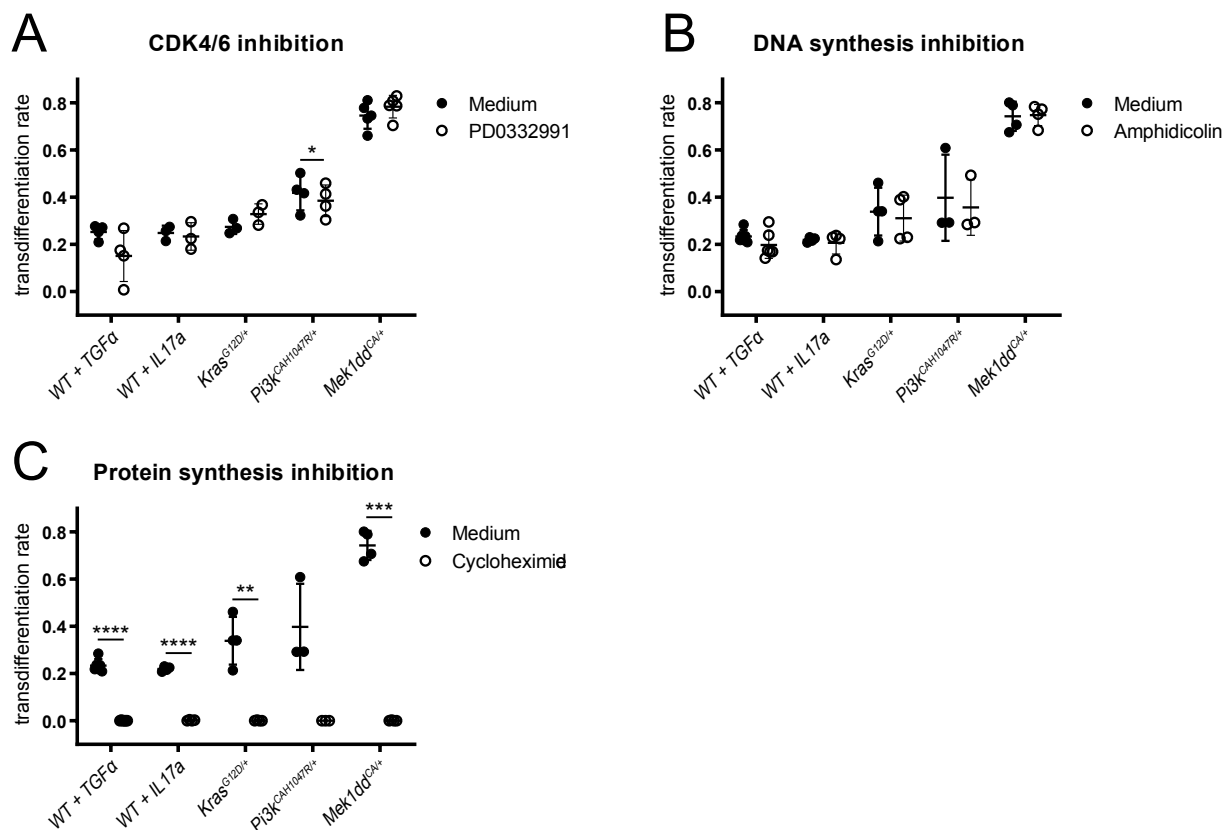 A
CDK4/6 inhibition
transdifferentiation rate
0.8
0.6
0.4
0.2
0.0
*
Medium
PD0332991
WT + TGFα
WT + IL17a
Kras^G12D/+
Pi3k^CAH1047R/+
Mek1dd^CA/+
B
DNA synthesis inhibition
transdifferentiation rate
0.8
0.6
0.4
0.2
0.0
Medium
Amphidicolin
WT + TGFα
WT + IL17a
Kras^G12D/+
Pi3k^CAH1047R/+
Mek1dd^CA/+
C
Protein synthesis inhibition
transdifferentiation rate
0.8
0.6
0.4
0.2
0.0
****
****
**
***
Medium
Cycloheximid
WT + TGFα
WT + IL17a
Kras^G12D/+
Pi3k^CAH1047R/+
Mek1dd^CA/+